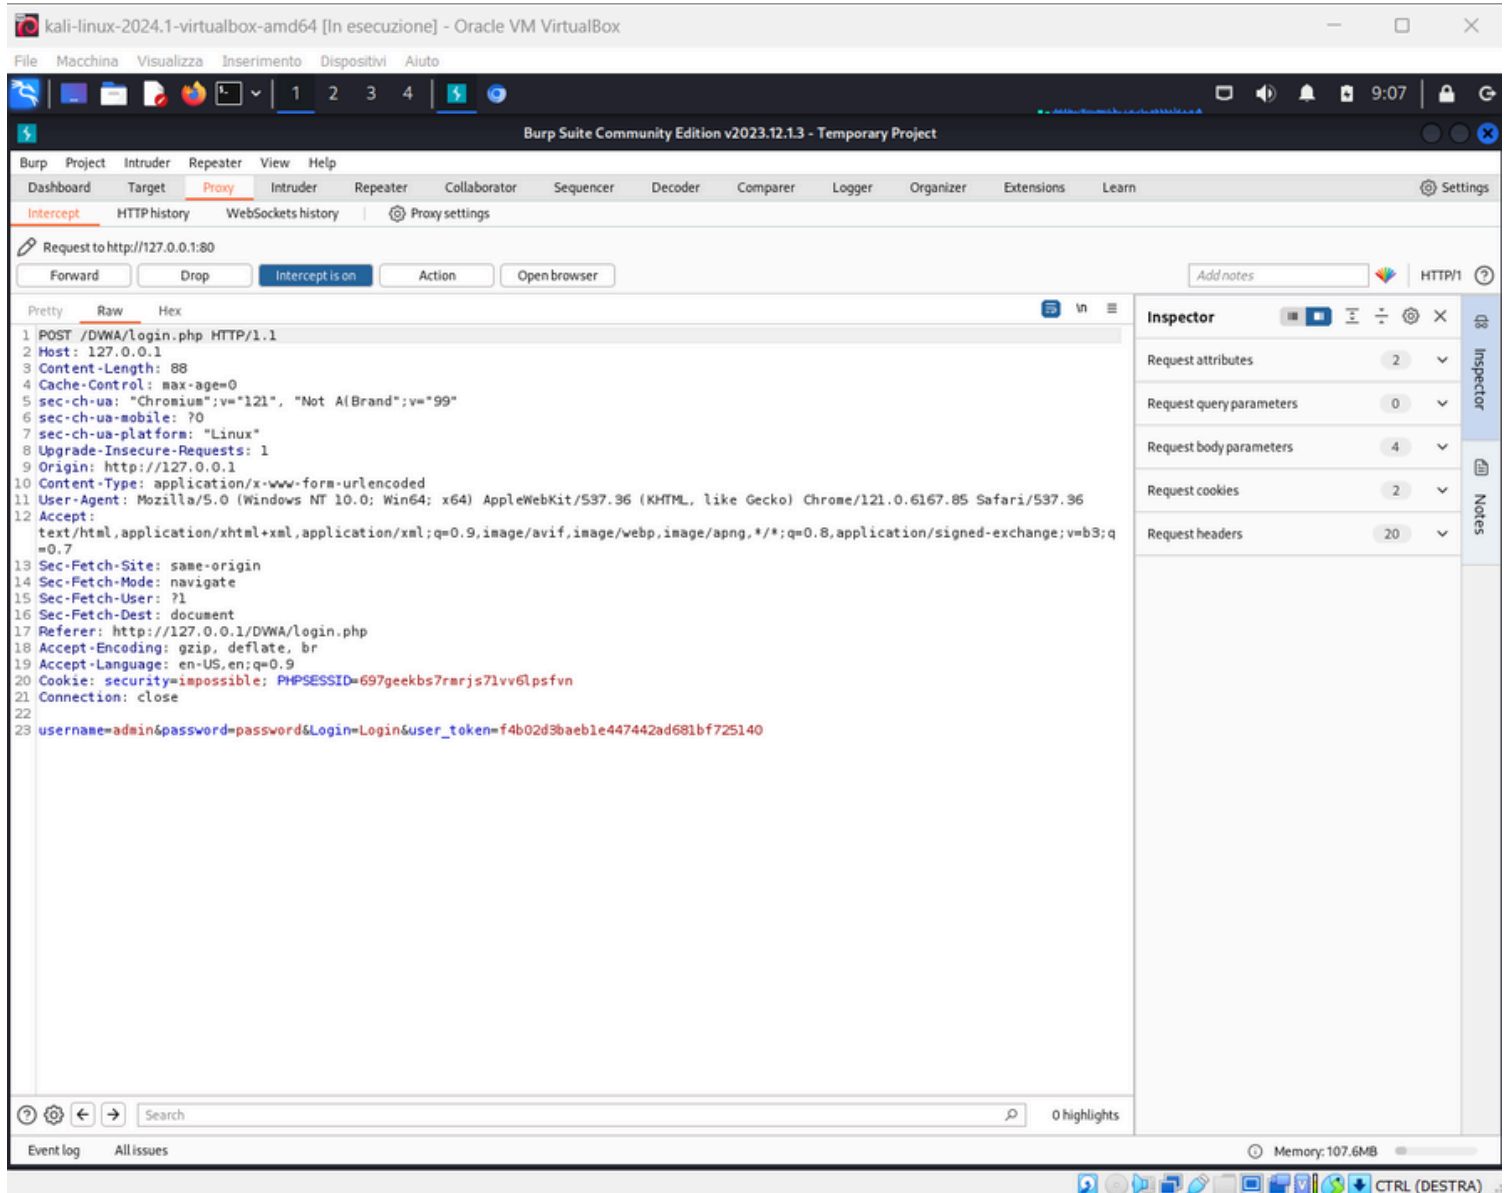 kali-linux-2024.1-virtualbox-amd64 [In esecuzione] - Oracle VM VirtualBox
File Macchina Visualizza Inserimento Dispositivi Aiuto
1 2 3 4 9:07
Burp Suite Community Edition v2023.12.1.3 - Temporary Project
Burp Project Intruder Repeater View Help
Dashboard Target Proxy Intruder Repeater Collaborator Sequencer Decoder Comparer Logger Organizer Extensions Learn Settings
Intercept HTTP history WebSockets history Proxy settings
Request to http://127.0.0.1:80
Forward Drop Intercept is on Action Open browser Add notes HTTP/1
Pretty Raw Hex \n
Inspector
Request attributes 2
Request query parameters 0
Request body parameters 4
Request cookies 2
Request headers 20
Inspector
Notes
1 POST /DVWA/login.php HTTP/1.1
2 Host: 127.0.0.1
3 Content-Length: 88
4 Cache-Control: max-age=0
5 sec-ch-ua: "Chromium";v="121", "Not A(Brand";v="99"
6 sec-ch-ua-mobile: ?0
7 sec-ch-ua-platform: "Linux"
8 Upgrade-Insecure-Requests: 1
9 Origin: http://127.0.0.1
10 Content-Type: application/x-www-form-urlencoded
11 User-Agent: Mozilla/5.0 (Windows NT 10.0; Win64; x64) AppleWebKit/537.36 (KHTML, like Gecko) Chrome/121.0.6167.85 Safari/537.36
12 Accept:
text/html,application/xhtml+xml,application/xml;q=0.9,image/avif,image/webp,image/apng,*/*;q=0.8,application/signed-exchange;v=b3;q
=0.7
13 Sec-Fetch-Site: same-origin
14 Sec-Fetch-Mode: navigate
15 Sec-Fetch-User: ?1
16 Sec-Fetch-Dest: document
17 Referer: http://127.0.0.1/DVWA/login.php
18 Accept-Encoding: gzip, deflate, br
19 Accept-Language: en-US,en;q=0.9
20 Cookie: security=impossible; PHPSESSID=697geekbs7rmrjs71vv6lpsfvn
21 Connection: close
22
23 username=admin&password=password&Login=Login&user_token=f4b02d3baeb1e447442ad681bf725140
Search 0 highlights
Event log All issues Memory: 107.6MB
CTRL (DESTRA)